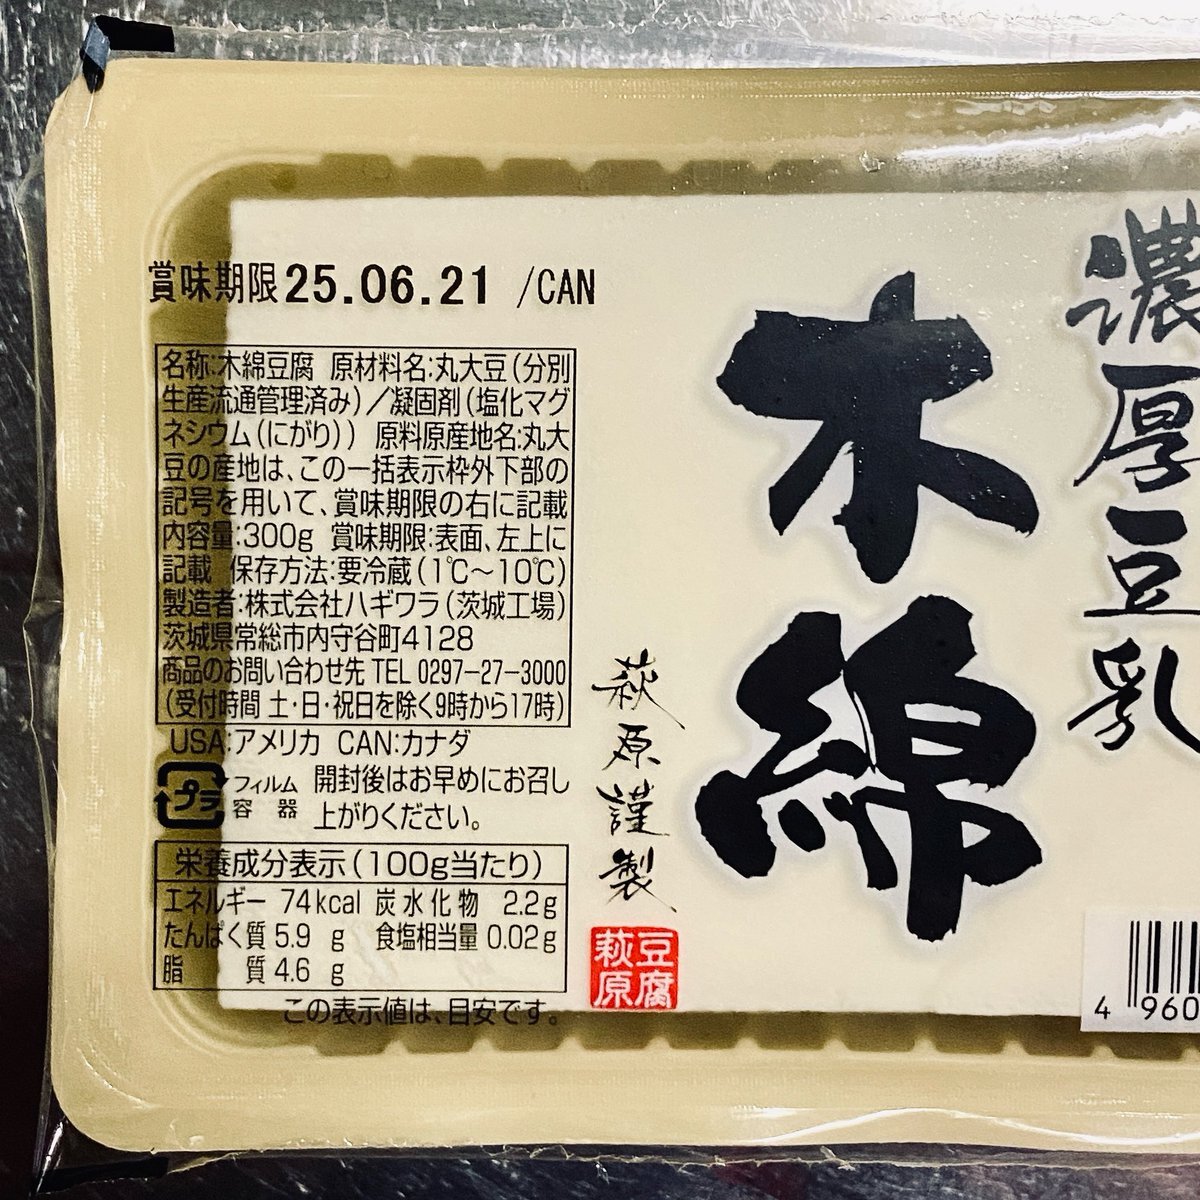 賞味期限25.06.21 /CAN
名称:木綿豆腐 原材料名:丸大豆(分別
生産流通管理済み)/凝固剤(塩化マグ
ネシウム(にがり)) 原料原産地名:丸大
豆の産地は、この一括表示枠外下部の
記号を用いて、賞味期限の右に記載
内容量:300g 賞味期限:表面、左上に
記載 保存方法:要冷蔵(1℃～10℃)
製造者:株式会社ハギワラ(茨城工場)
茨城県常総市内守谷町4128
商品のお問い合わせ先 TEL 0297-27-3000
(受付時間 土・日・祝日を除く9時から17時)
USA:アメリカ CAN:カナダ
プラ
フィルム
容器
開封後はお早めにお召し
上がりください。
栄養成分表示(100g当たり)
エネルギー 74kcal 炭水化物 2.2g
たんぱく質 5.9 g 食塩相当量 0.02g
脂 質 4.6 g
この表示値は、目安です。
濃厚豆乳
木綿
萩原謹製
豆腐
萩原
4 960